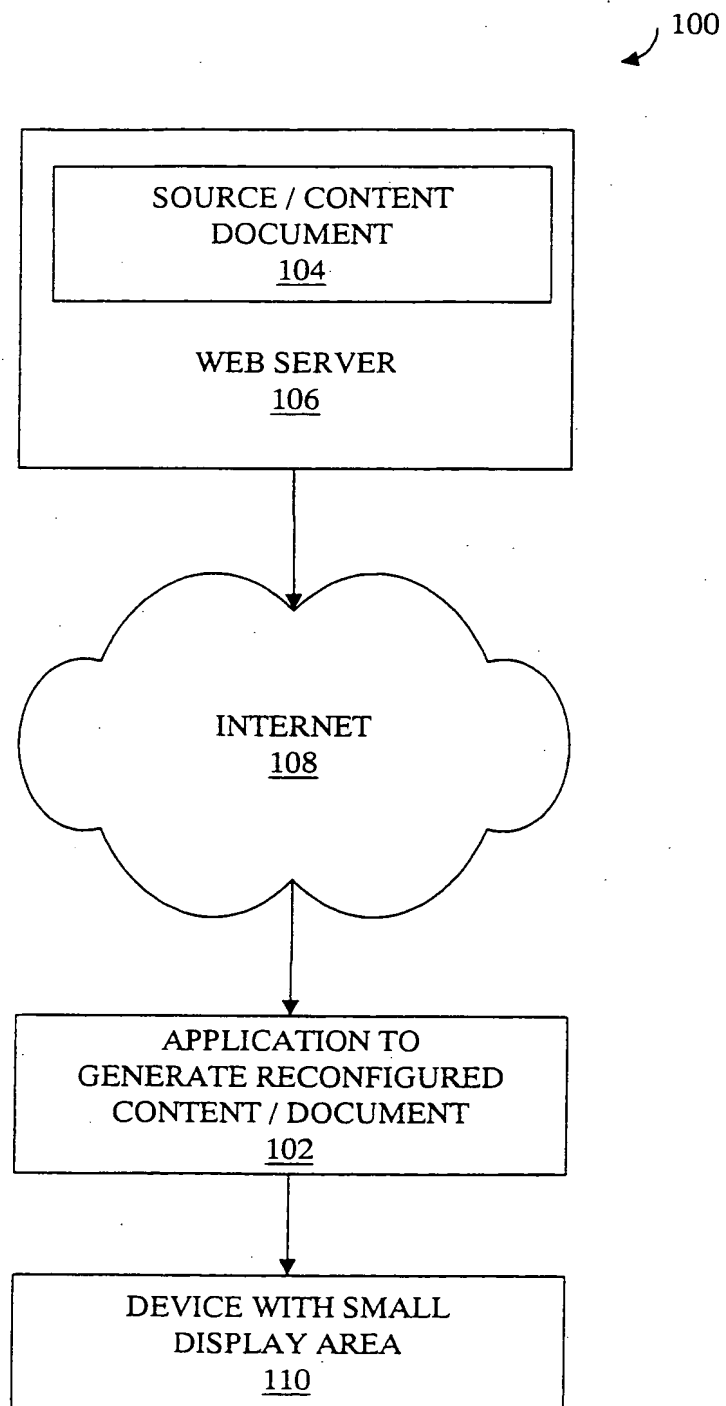 100
SOURCE / CONTENT
DOCUMENT
104
WEB SERVER
106
INTERNET
108
APPLICATION TO
GENERATE RECONFIGURED
CONTENT / DOCUMENT
102
DEVICE WITH SMALL
DISPLAY AREA
110